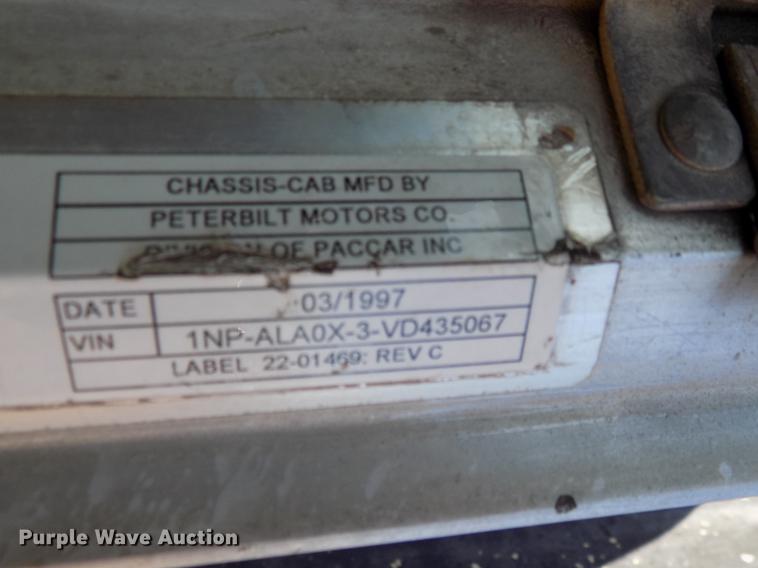 CHASSIS-CAB MFD BY
PETERBILT MOTORS CO.
OF PACCAR INC
DATE 03/1997
VIN 1NP-ALA0X-3-VD435067
LABEL 22-01469; REV C
Purple Wave Auction